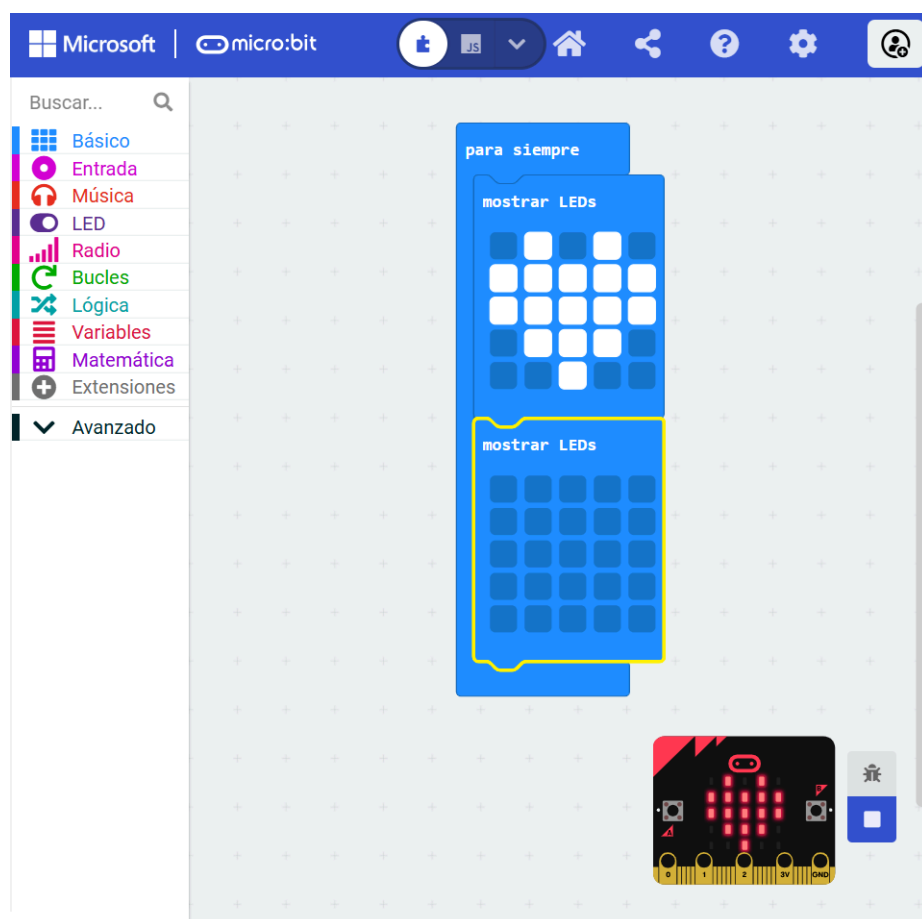 Microsoft | micro:bit JS
Buscar...
Básico
Entrada
Música
LED
Radio
Bucles
Lógica
Variables
Matemática
Extensiones
Avanzado
para siempre
mostrar LEDs
mostrar LEDs
A B
0 1 2 3V GND